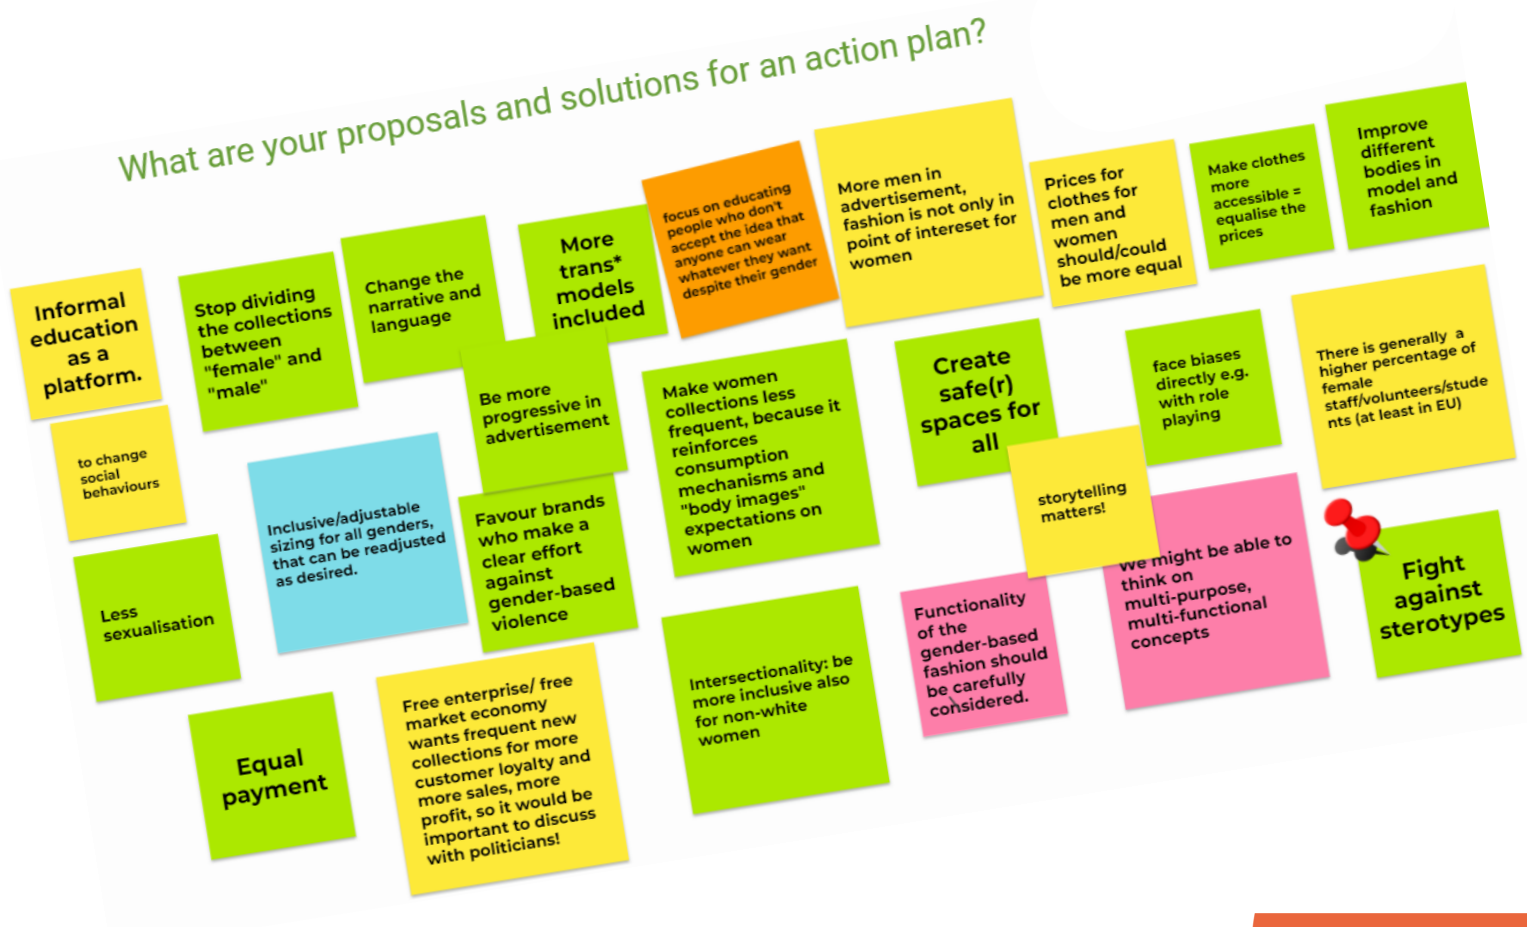 What are your proposals and solutions for an action plan?
Informal
education
as a
platform.
Stop dividing
the collections
between
"female" and
"male"
Change the
narrative and
language
More
trans*
models
included
focus on educating
people who don't
accept the idea that
anyone can wear
whatever they want
despite their gender
More men in
advertisement,
fashion is not only in
point of intereset for
women
Prices for
clothes for
men and
women
should/could
be more equal
Make clothes
more
accessible =
equalise the
prices
Improve
different
bodies in
model and
fashion
to change
social
behaviours
Inclusive/adjustable
sizing for all genders,
that can be readjusted
as desired.
Be more
progressive in
advertisement
Make women
collections less
frequent, because it
reinforces
consumption
mechanisms and
"body images"
expectations on
women
Create
safe(r)
spaces for
all
face biases
directly e.g.
with role
playing
There is generally a
higher percentage of
female
staff/volunteers/stude
nts (at least in EU)
storytelling
matters!
Less
sexualisation
Favour brands
who make a
clear effort
against
gender-based
violence
Functionality
of the
gender-based
fashion should
be carefully
considered.
We might be able to
think on
multi-purpose,
multi-functional
concepts
Fight
against
sterotypes
Equal
payment
Free enterprise/ free
market economy
wants frequent new
collections for more
customer loyalty and
more sales, more
profit, so it would be
important to discuss
with politicians!
Intersectionality: be
more inclusive also
for non-white
women